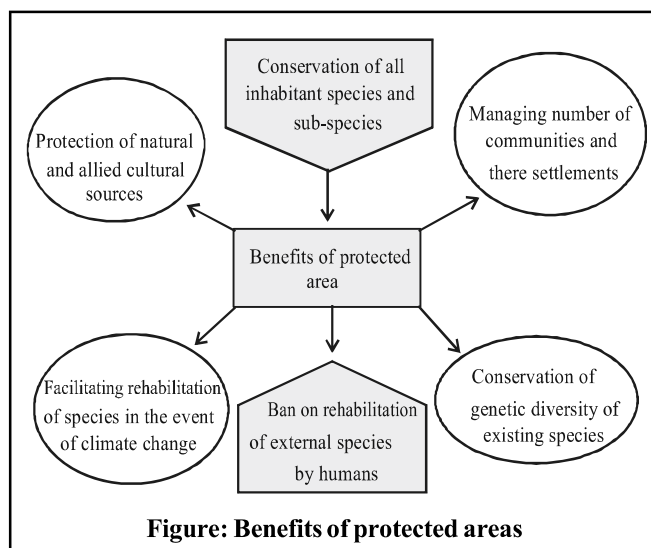 Conservation of all
inhabitant species and
sub-species
Protection of natural
and allied cultural
sources
Managing number of
communities and
there settlements
Benefits of protected
area
Facilitating rehabilitation
of species in the event
of climate change
Ban on rehabilitation
of external species
by humans
Conservation of
genetic diversity of
existing species
Figure: Benefits of protected areas